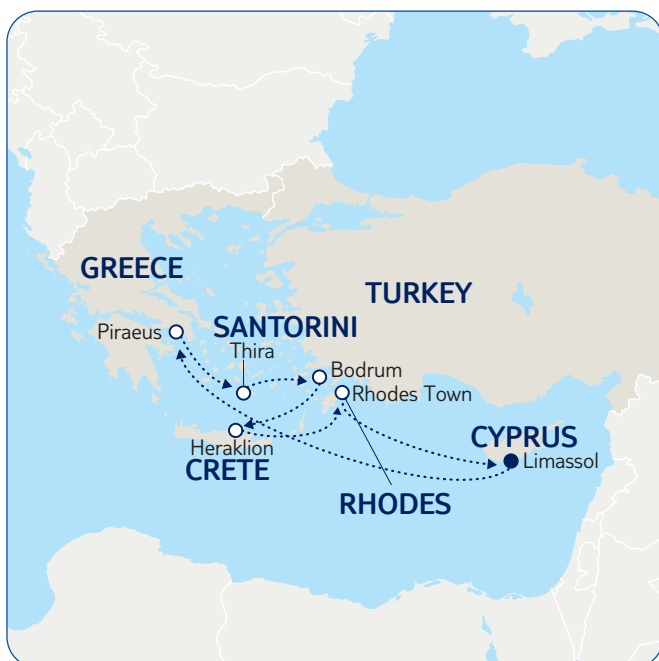 GREECE
TURKEY
SANTORINI
Piraeus
Thira
Bodrum
Rhodes Town
CYPRUS
Heraklion
Limassol
CRETE
RHODES